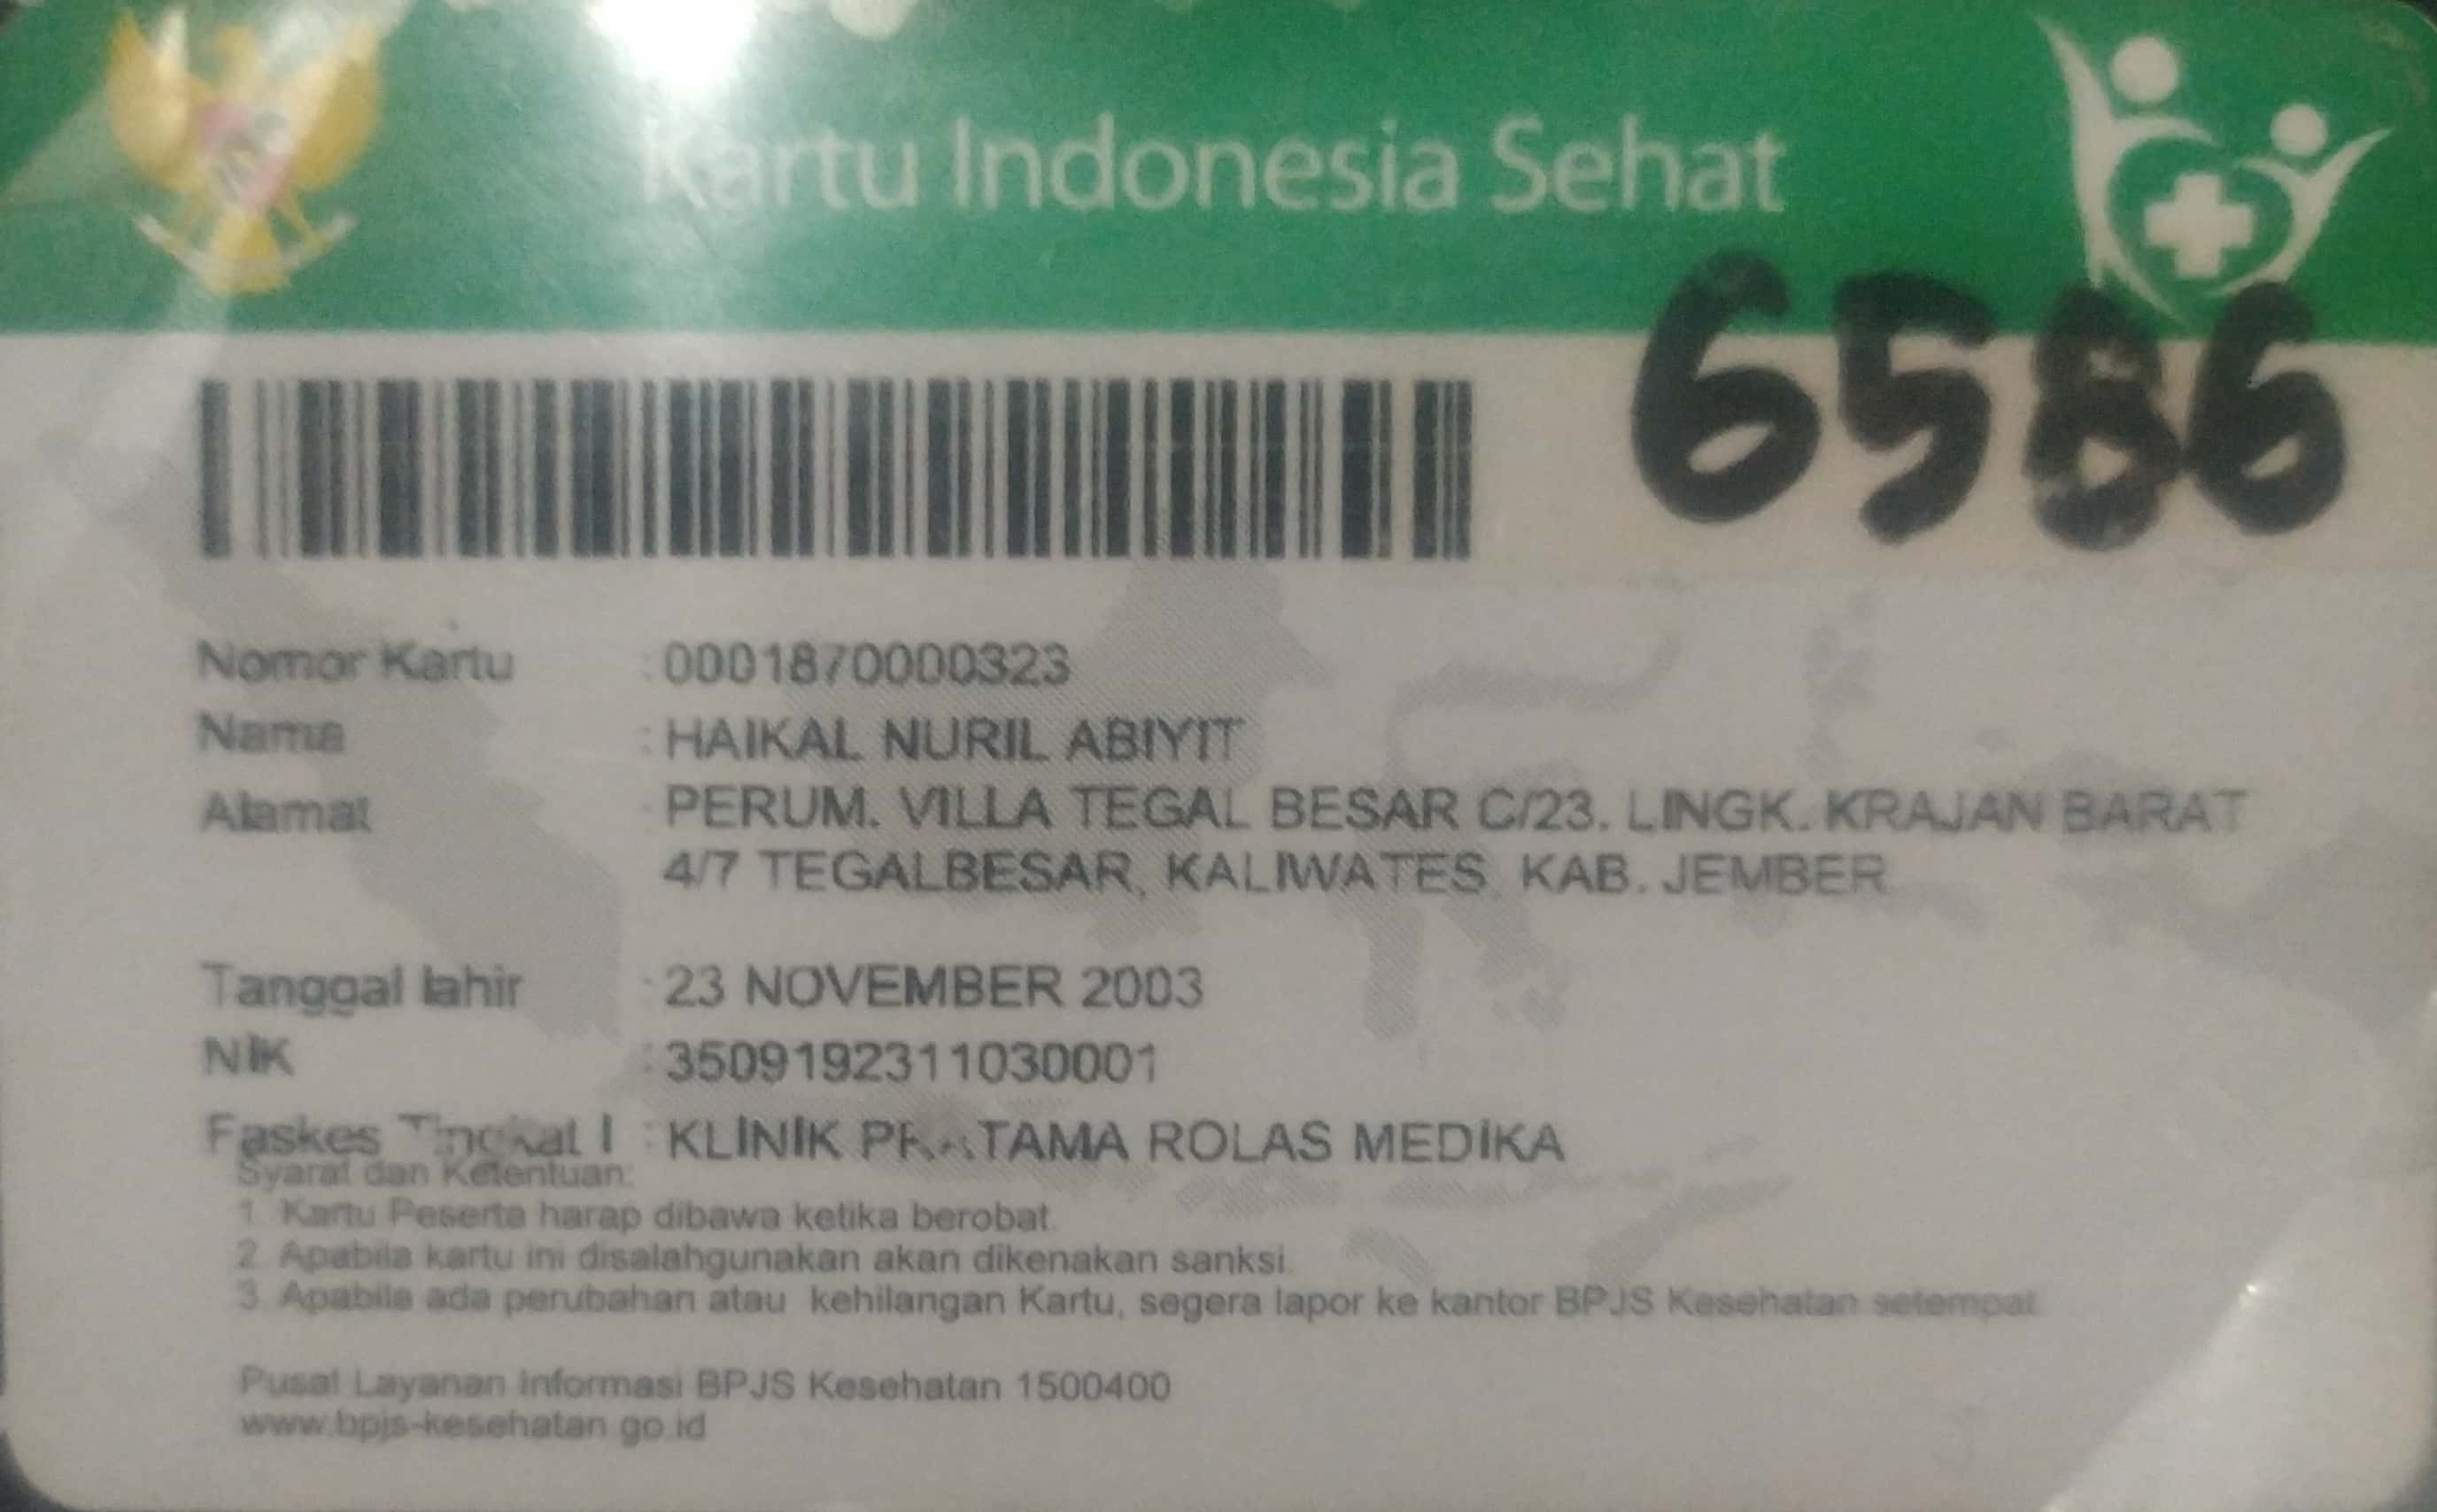 Kartu Indonesia Sehat
6586
Nomor Kartu : 0001870000323
Nama : HAIKAL NURIL ABIYIT
Alamat : PERUM. VILLA TEGAL BESAR C/23. LINGK. KRAJAN BARAT
4/7 TEGALBESAR, KALIWATES, KAB. JEMBER
Tanggal lahir : 23 NOVEMBER 2003
NIK : 3509192311030001
Faskes Tingkat I : KLINIK PRATAMA ROLAS MEDIKA
Syarat dan Ketentuan:
1. Kartu Peserta harap dibawa ketika berobat.
2. Apabila kartu ini disalahgunakan akan dikenakan sanksi.
3. Apabila ada perubahan atau kehilangan Kartu, segera lapor ke kantor BPJS Kesehatan setempat
Pusat Layanan Informasi BPJS Kesehatan 1500400
www.bpjs-kesehatan.go.id